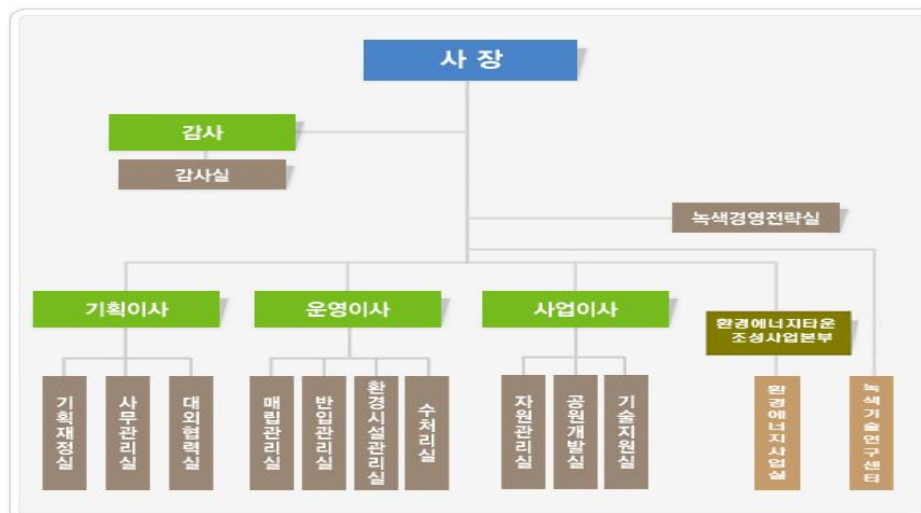 사 장
감사
감사실
녹색경영전략실
기획이사
운영이사
사업이사
환경에너지타운
조성사업본부
기획재정실
사무관리실
대외협력실
매립관리실
반입관리실
환경시설관리실
수처리실
자원관리실
공원개발실
기술지원실
환경에너지사업실
녹색기술연구센터